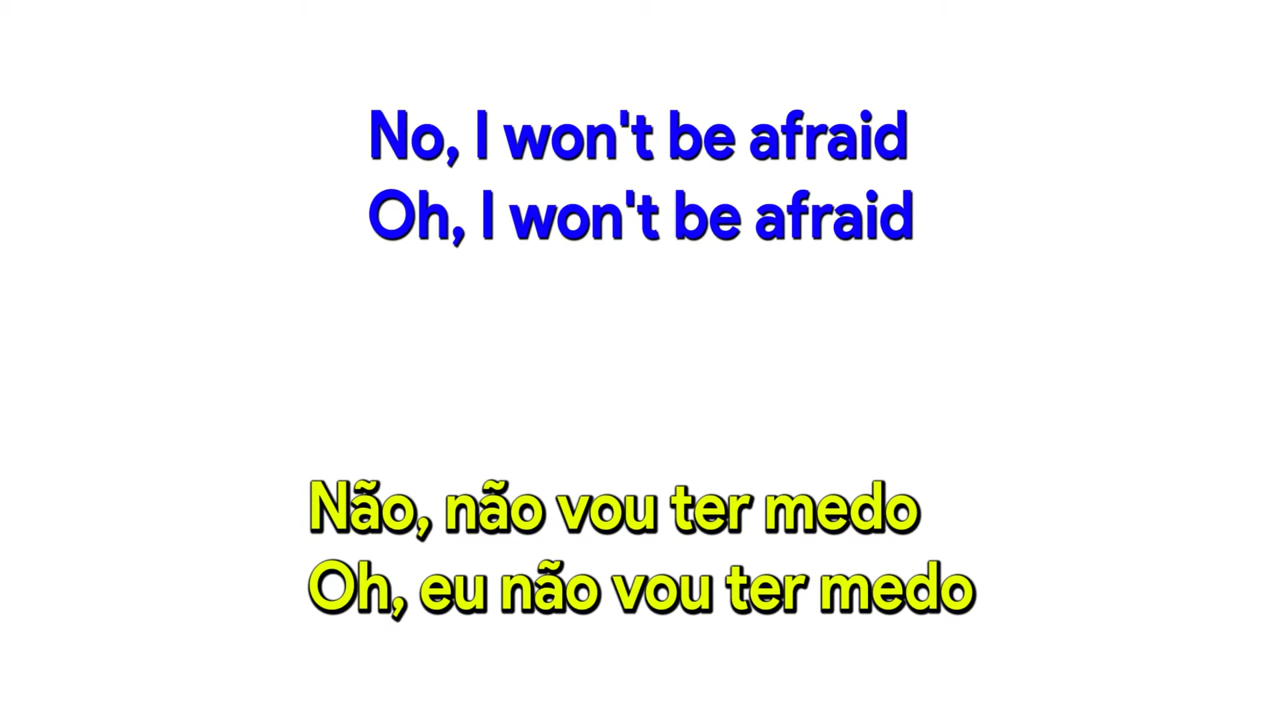 No, I won't be afraid
Oh, I won't be afraid
Não, não vou ter medo
Oh, eu não vou ter medo